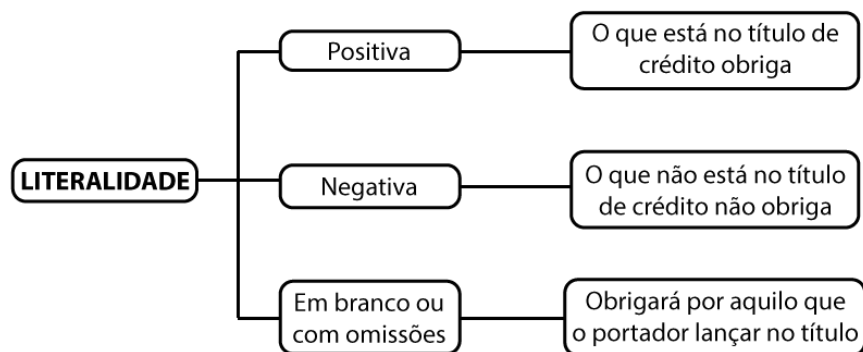 LITERALIDADE
Positiva
O que está no título de
crédito obriga
Negativa
O que não está no título
de crédito não obriga
Em branco ou
com omissões
Obrigará por aquilo que
o portador lançar no título